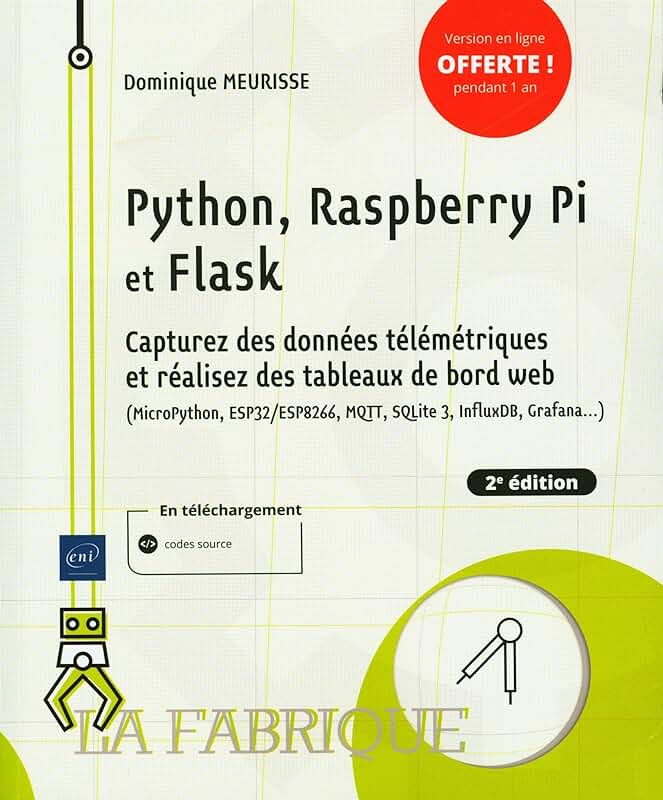 Version en ligne
OFFERTE !
pendant 1 an
Dominique MEURISSE
Python, Raspberry Pi
et Flask
Capturez des données télémétriques
et réalisez des tableaux de bord web
(MicroPython, ESP32/ESP8266, MQTT, SQLite 3, InfluxDB, Grafana...)
2e édition
En téléchargement
</> codes source
eni
LA FABRIQUE